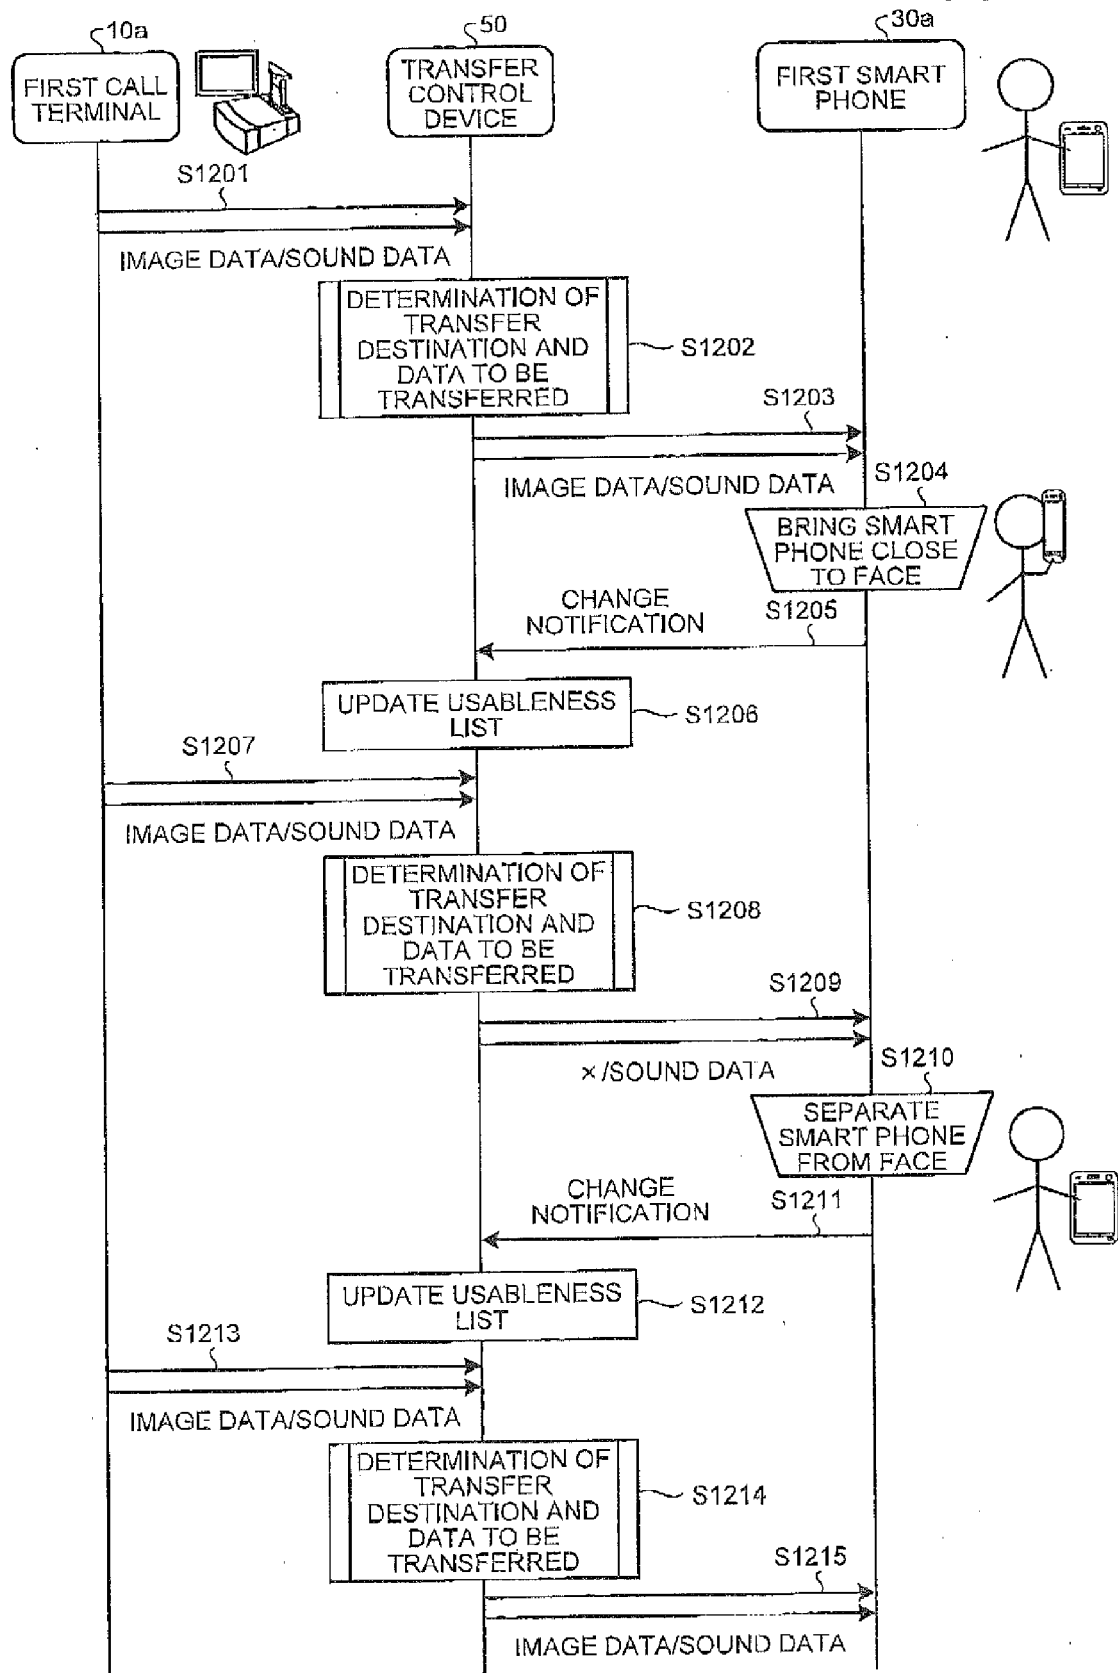 10a
50
30a
FIRST CALL
TERMINAL
TRANSFER
CONTROL
DEVICE
FIRST SMART
PHONE
S1201
IMAGE DATA/SOUND DATA
DETERMINATION OF
TRANSFER
DESTINATION AND
DATA TO BE
TRANSFERRED
S1202
S1203
IMAGE DATA/SOUND DATA
S1204
BRING SMART
PHONE CLOSE
TO FACE
CHANGE
NOTIFICATION
S1205
UPDATE USABLENESS
LIST
S1206
S1207
IMAGE DATA/SOUND DATA
DETERMINATION OF
TRANSFER
DESTINATION AND
DATA TO BE
TRANSFERRED
S1208
S1209
×/SOUND DATA
S1210
SEPARATE
SMART PHONE
FROM FACE
CHANGE
NOTIFICATION
S1211
UPDATE USABLENESS
LIST
S1212
S1213
IMAGE DATA/SOUND DATA
DETERMINATION OF
TRANSFER
DESTINATION AND
DATA TO BE
TRANSFERRED
S1214
S1215
IMAGE DATA/SOUND DATA